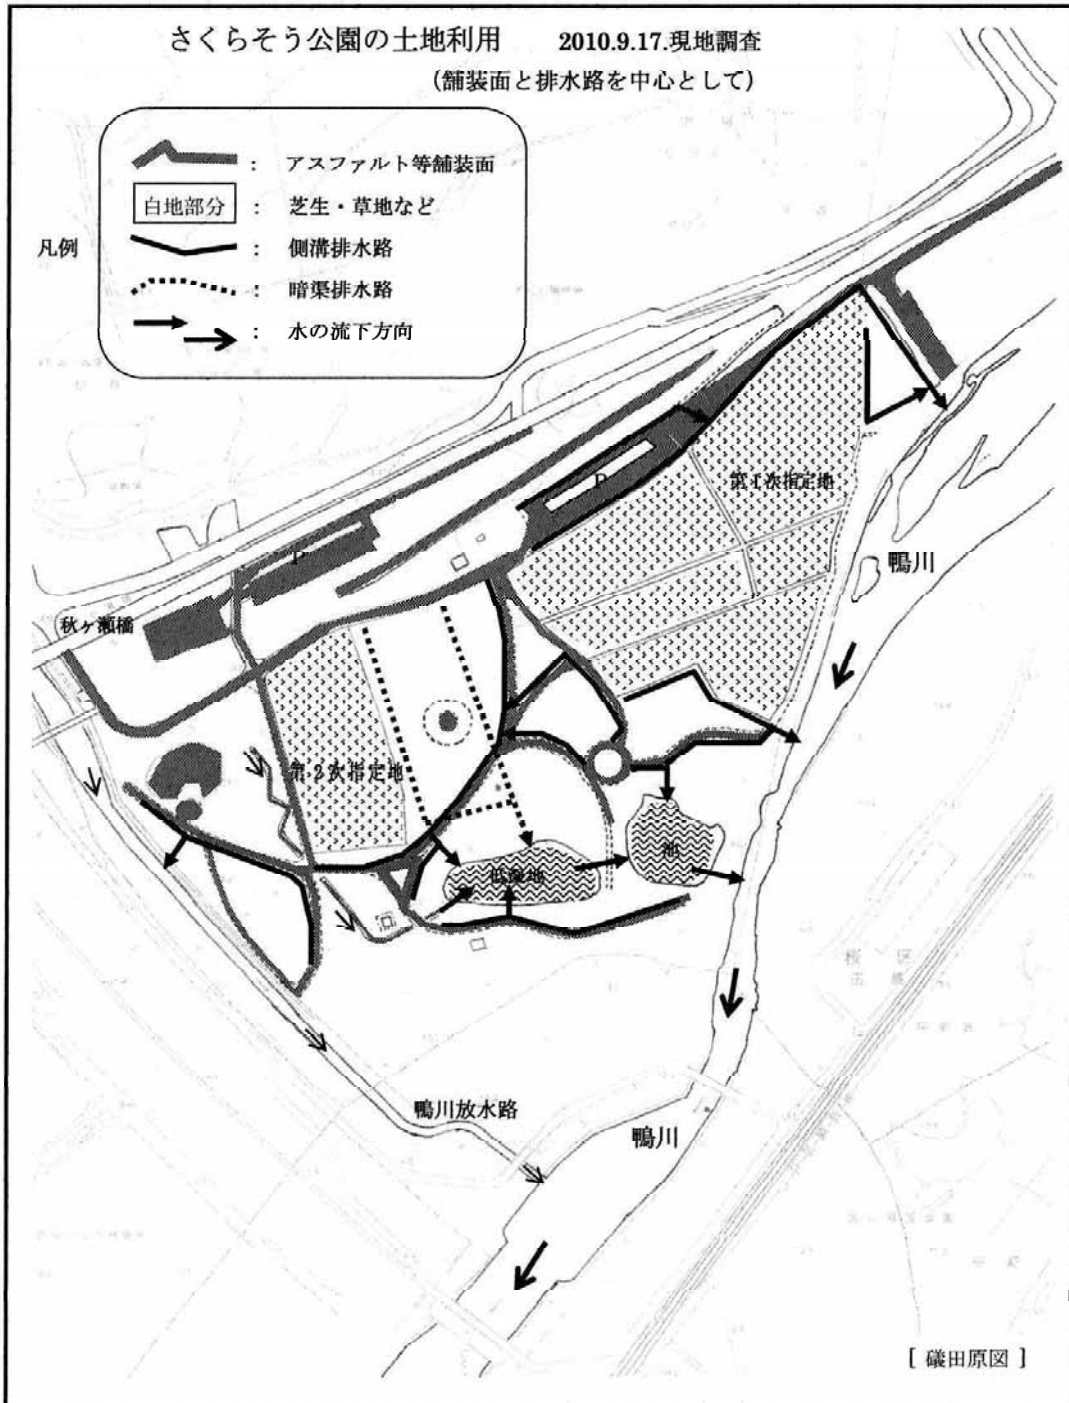 さくらそう公園の土地利用 2010.9.17.現地調査
(舗装面と排水路を中心として)
凡例
： アスファルト等舗装面
白地部分 ： 芝生・草地など
： 側溝排水路
： 暗渠排水路
： 水の流下方向
P
第1次指定地
P
鴨川
秋ヶ瀬橋
第2次指定地
池
低湿地
桜区
鴨川放水路
鴨川
[ 礒田原図 ]